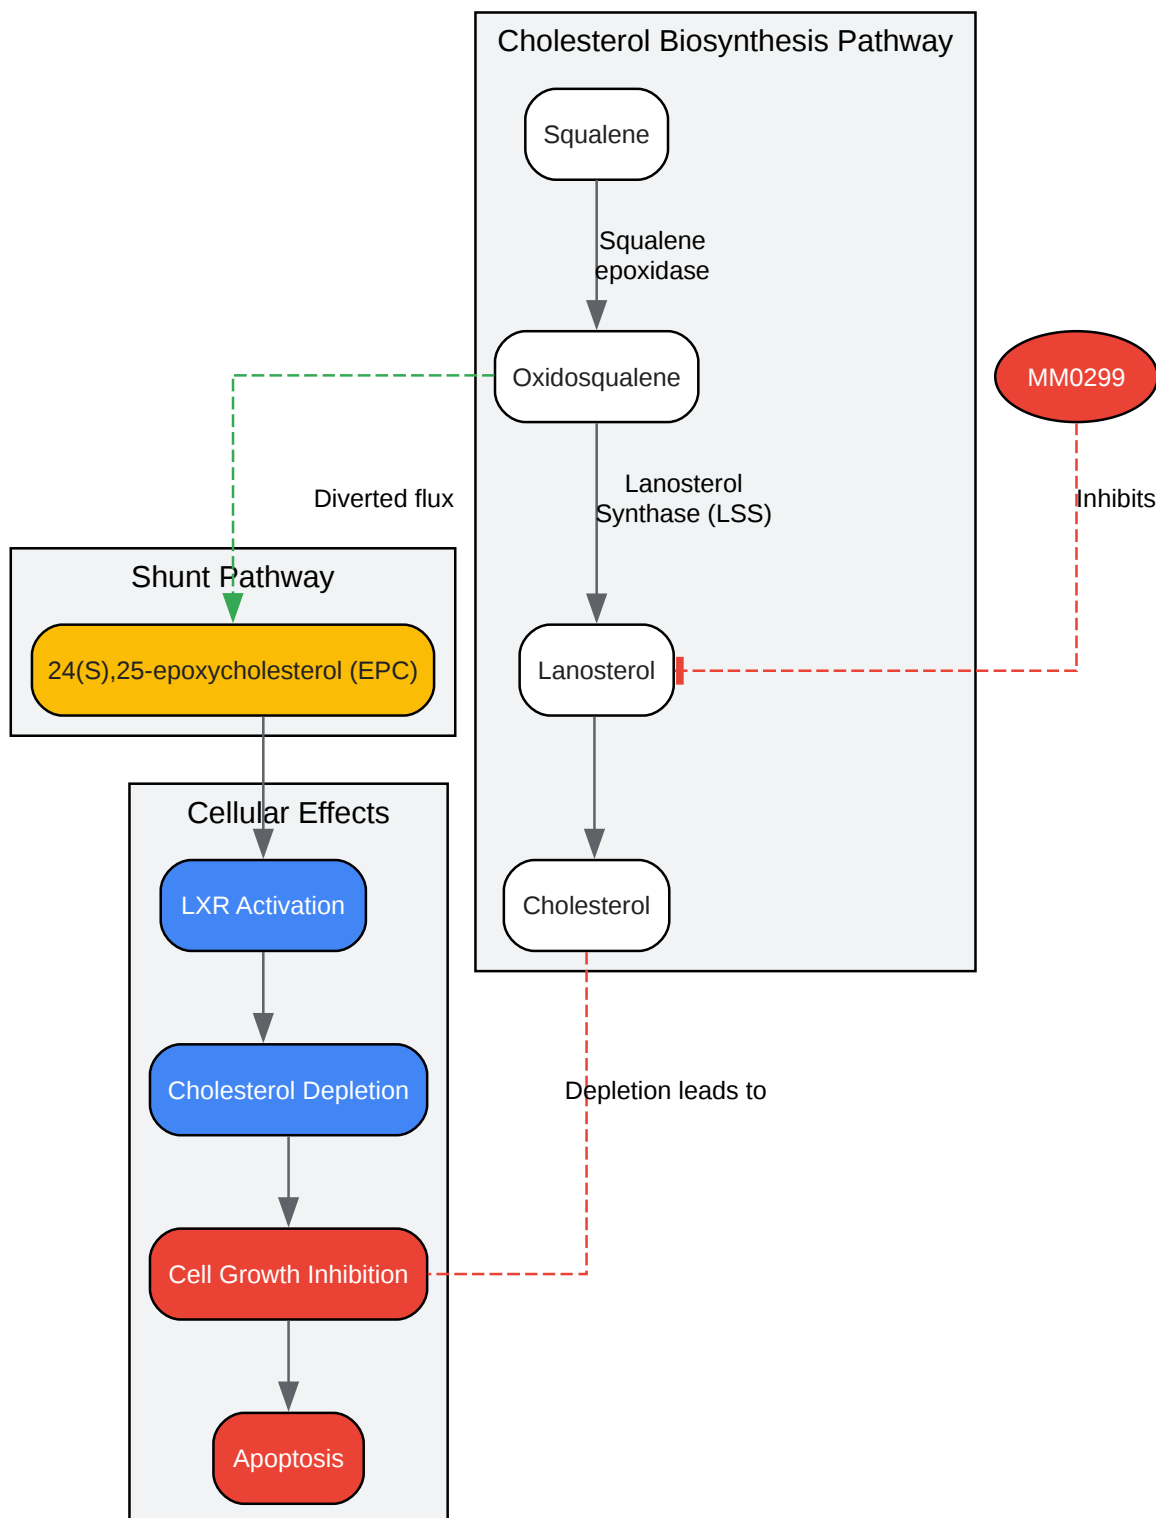 Cholesterol Biosynthesis Pathway
Squalene
Squalene
epoxidase
Oxidosqualene
MM0299
Diverted flux
Lanosterol
Synthase (LSS)
Inhibits
Shunt Pathway
24(S),25-epoxycholesterol (EPC)
Lanosterol
Cellular Effects
LXR Activation
Cholesterol
Cholesterol Depletion
Depletion leads to
Cell Growth Inhibition
Apoptosis